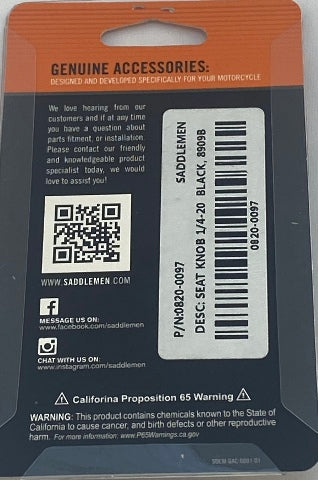 GENUINE ACCESSORIES:
DESIGNED AND DEVELOPED SPECIFICALLY FOR YOUR MOTORCYCLE
We love hearing from our
customers and if at any time
you have a question about
parts fitment, or installation.
Please contact our friendly
and knowledgeable product
specialist today, we would
love to assist you!
WWW.SADDLEMEN.COM
MESSAGE US ON:
www.facebook.com/saddlemen
CHAT WITH US ON:
www.instagram.com/saddlemen
P/N:0820-0097 SADDLEMEN
DESC: SEAT KNOB 1/4-20 BLACK, 8909B
0820-0097
Califorina Proposition 65 Warning
WARNING: This product contains chemicals known to the State of
California to cause cancer, and birth defects or other reproductive
harm. For more information: www.P65Warnings.ca.gov